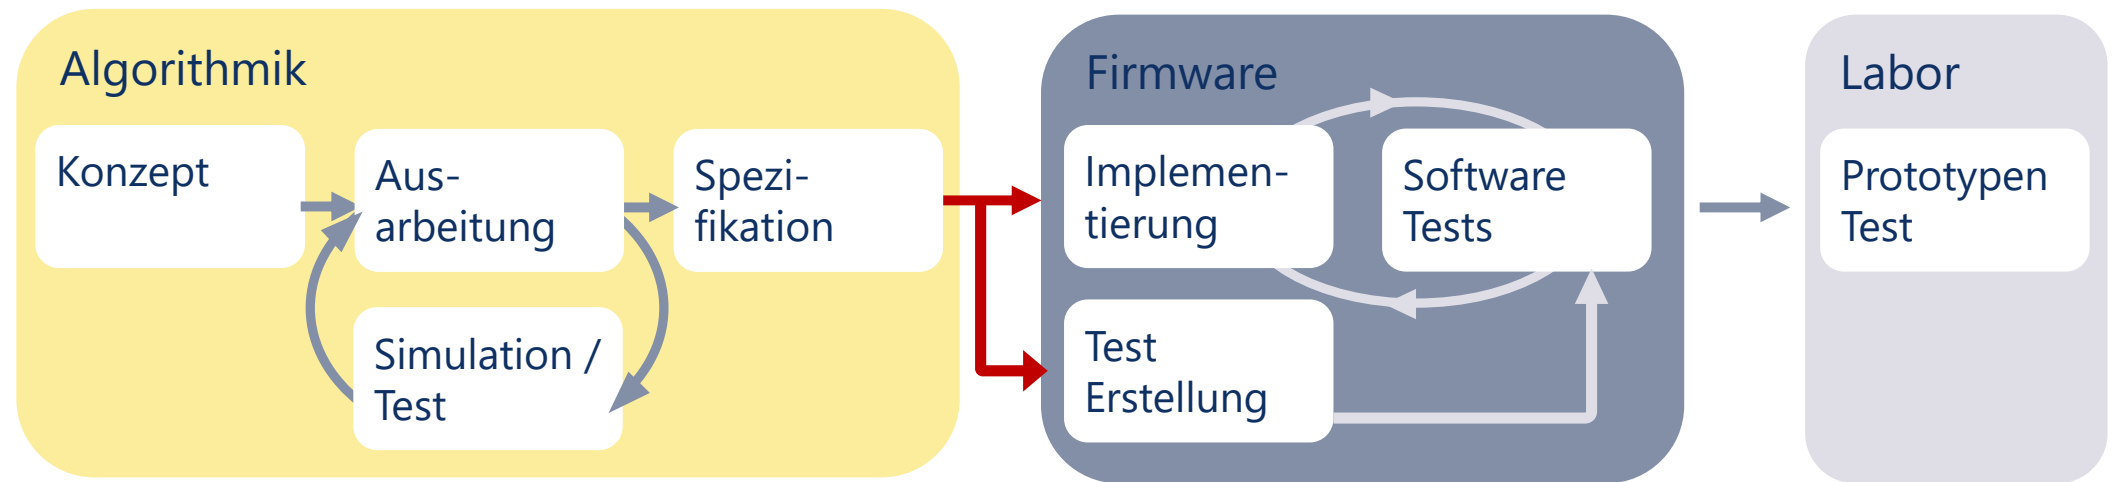 Algorithmik
Konzept
Aus-
arbeitung
Spezi-
fikation
Simulation /
Test
Firmware
Implemen-
tierung
Software
Tests
Test
Erstellung
Labor
Prototypen
Test